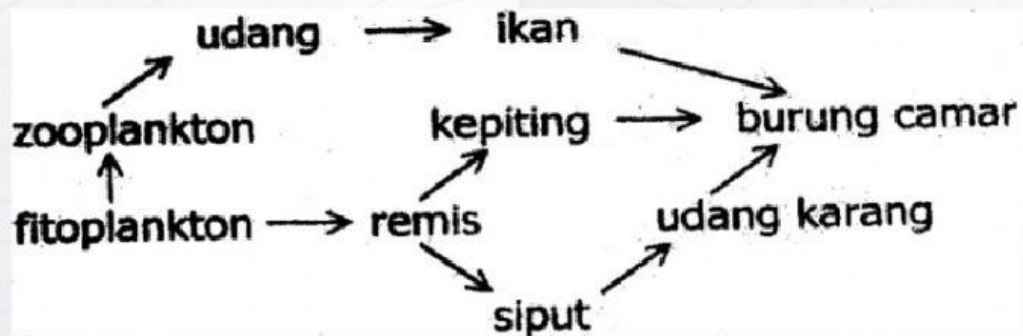 udang ikan
zooplankton kepiting burung camar
fitoplankton remis udang karang
siput